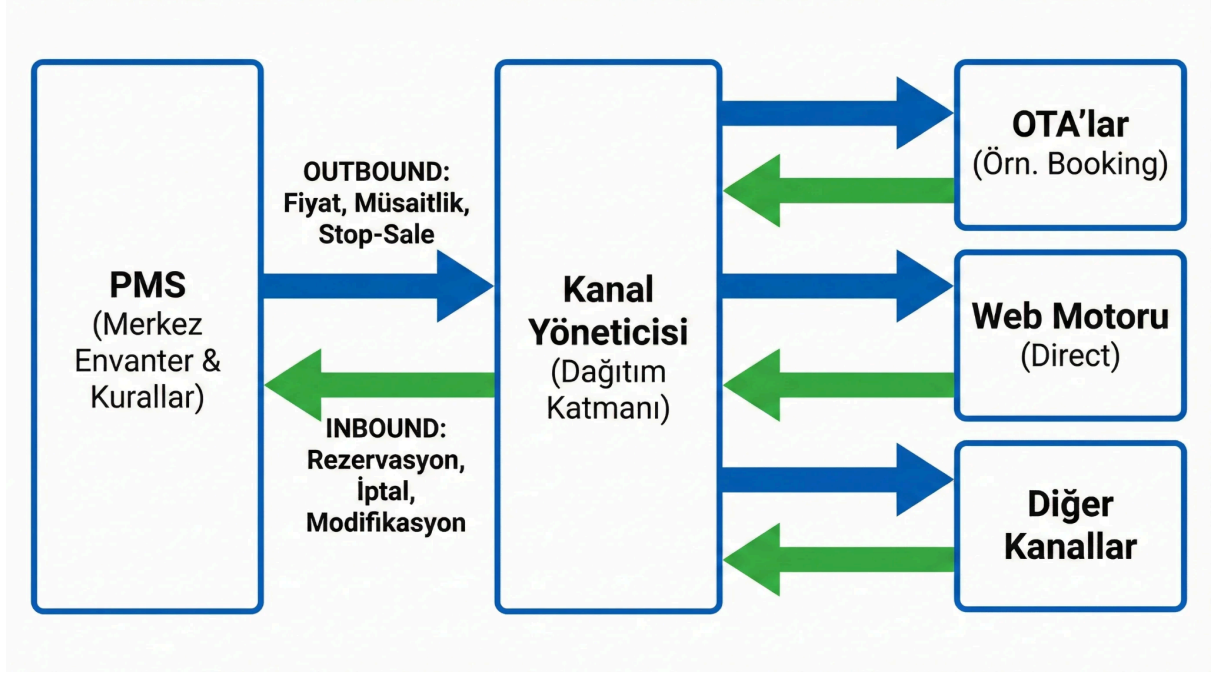 PMS
(Merkez
Envanter &
Kurallar)
OUTBOUND:
Fiyat, Müsaitlik,
Stop-Sale
INBOUND:
Rezervasyon,
İptal,
Modifikasyon
Kanal
Yöneticisi
(Dağıtım
Katmanı)
OTA’lar
(Örn. Booking)
Web Motoru
(Direct)
Diğer
Kanallar